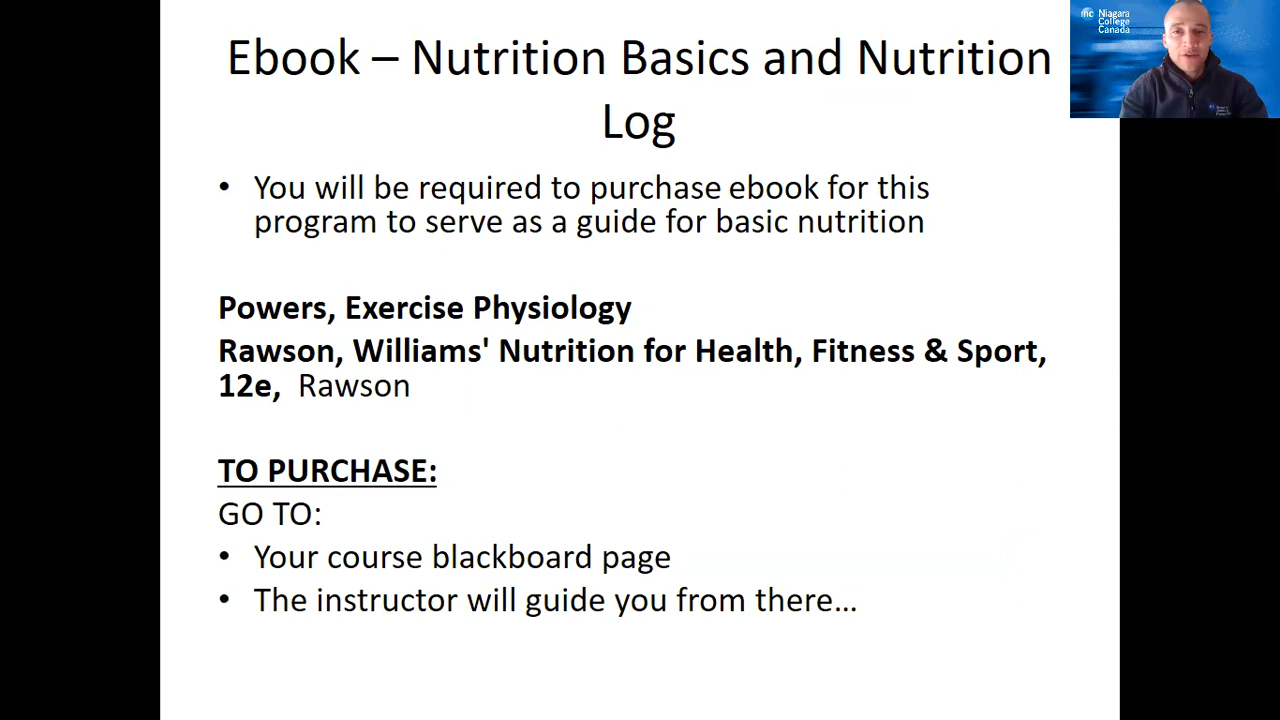 Ebook – Nutrition Basics and Nutrition
Log
• You will be required to purchase ebook for this
program to serve as a guide for basic nutrition
Powers, Exercise Physiology
Rawson, Williams' Nutrition for Health, Fitness & Sport,
12e, Rawson
TO PURCHASE:
GO TO:
• Your course blackboard page
• The instructor will guide you from there…
nc Niagara
College
Canada